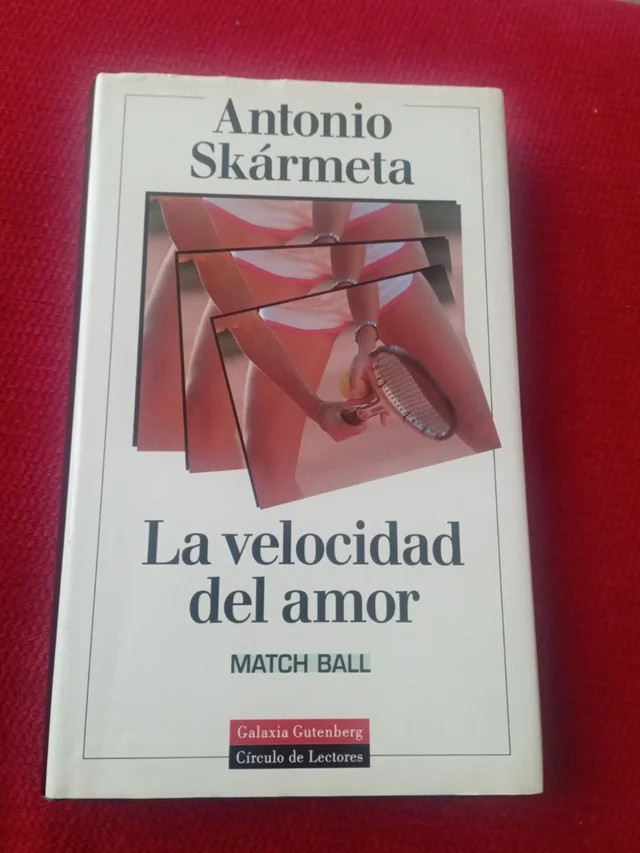 Antonio
Skármeta
La velocidad
del amor
MATCH BALL
Galaxia Gutenberg
Círculo de Lectores